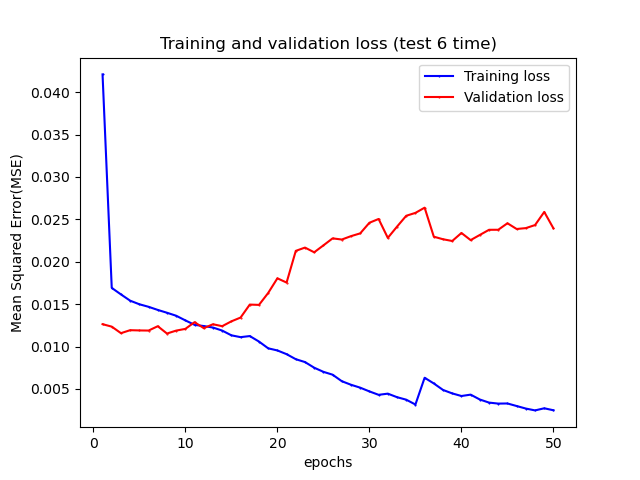 Training and validation loss (test 6 time)
Training loss
Validation loss
0.040
0.035
0.030
0.025
0.020
0.015
0.010
0.005
Mean Squared Error(MSE)
0
10
20
30
40
50
epochs